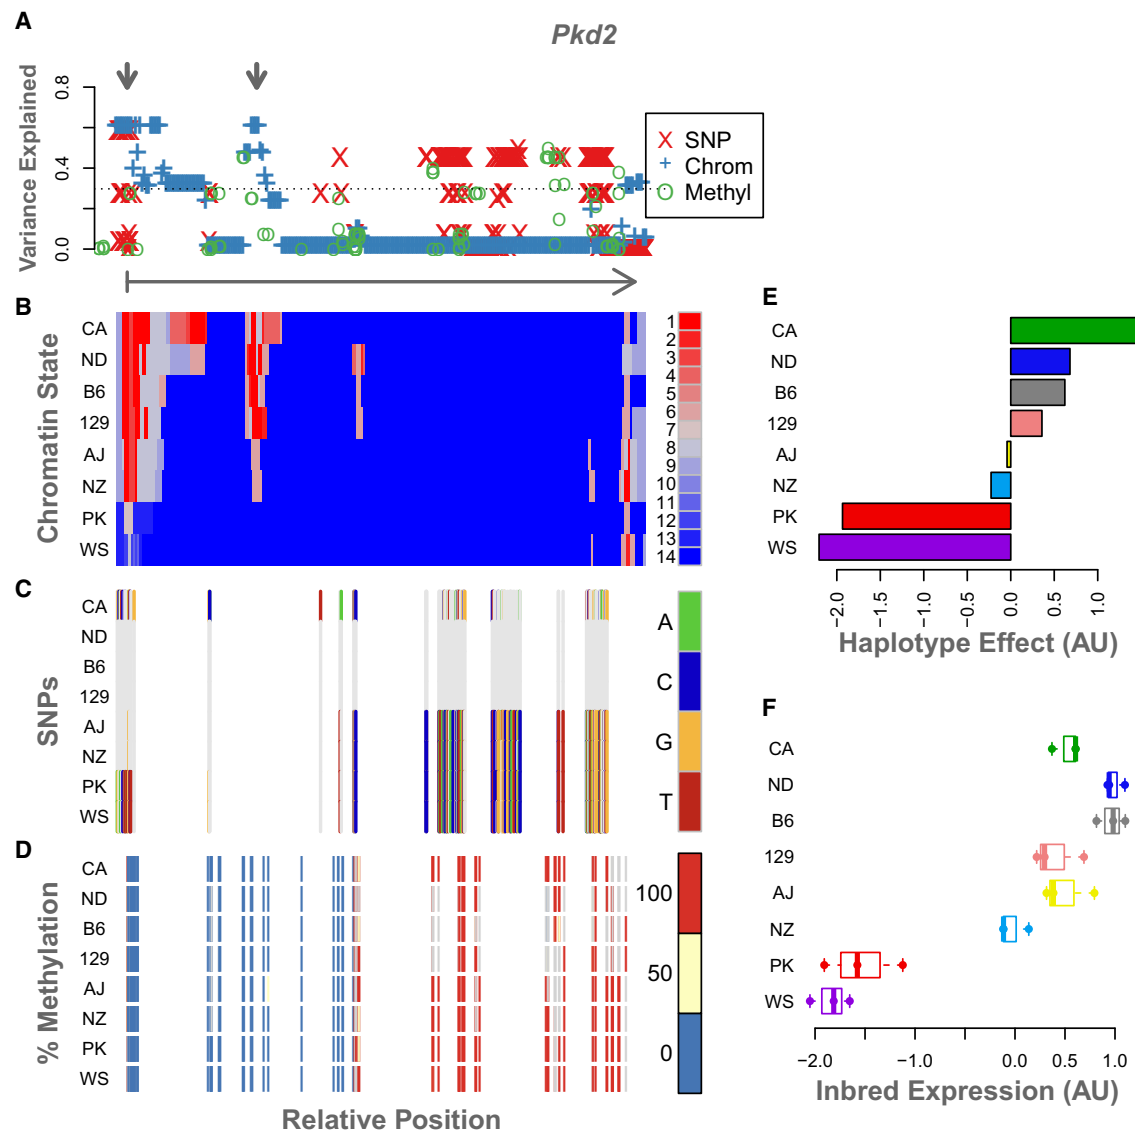 A
Pkd2
Variance Explained
0.8
0.4
0.0
SNP
Chrom
Methyl
B
Chromatin State
CA
ND
B6
129
AJ
NZ
PK
WS
1
2
3
4
5
6
7
8
9
10
11
12
13
14
C
SNPs
CA
ND
B6
129
AJ
NZ
PK
WS
A
C
G
T
D
% Methylation
CA
ND
B6
129
AJ
NZ
PK
WS
100
50
0
Relative Position
E
CA
ND
B6
129
AJ
NZ
PK
WS
−2.0
−1.5
−1.0
−0.5
0.0
0.5
1.0
Haplotype Effect (AU)
F
CA
ND
B6
129
AJ
NZ
PK
WS
−2.0
−1.0
0.0
0.5
1.0
Inbred Expression (AU)